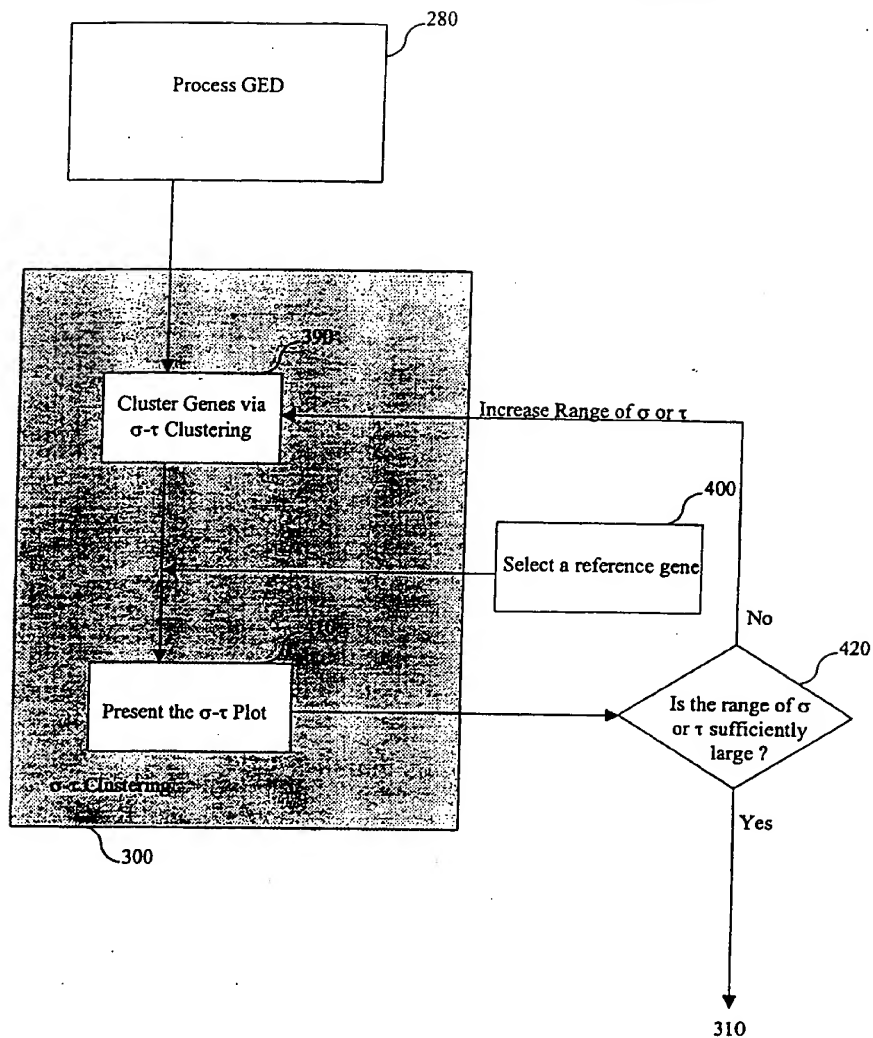 280
Process GED
390
Cluster Genes via
σ-τ Clustering
Increase Range of σ or τ
400
Select a reference gene
No
420
Present the σ-τ Plot
Is the range of σ
or τ sufficiently
large ?
σ-τ Clustering
Yes
300
310